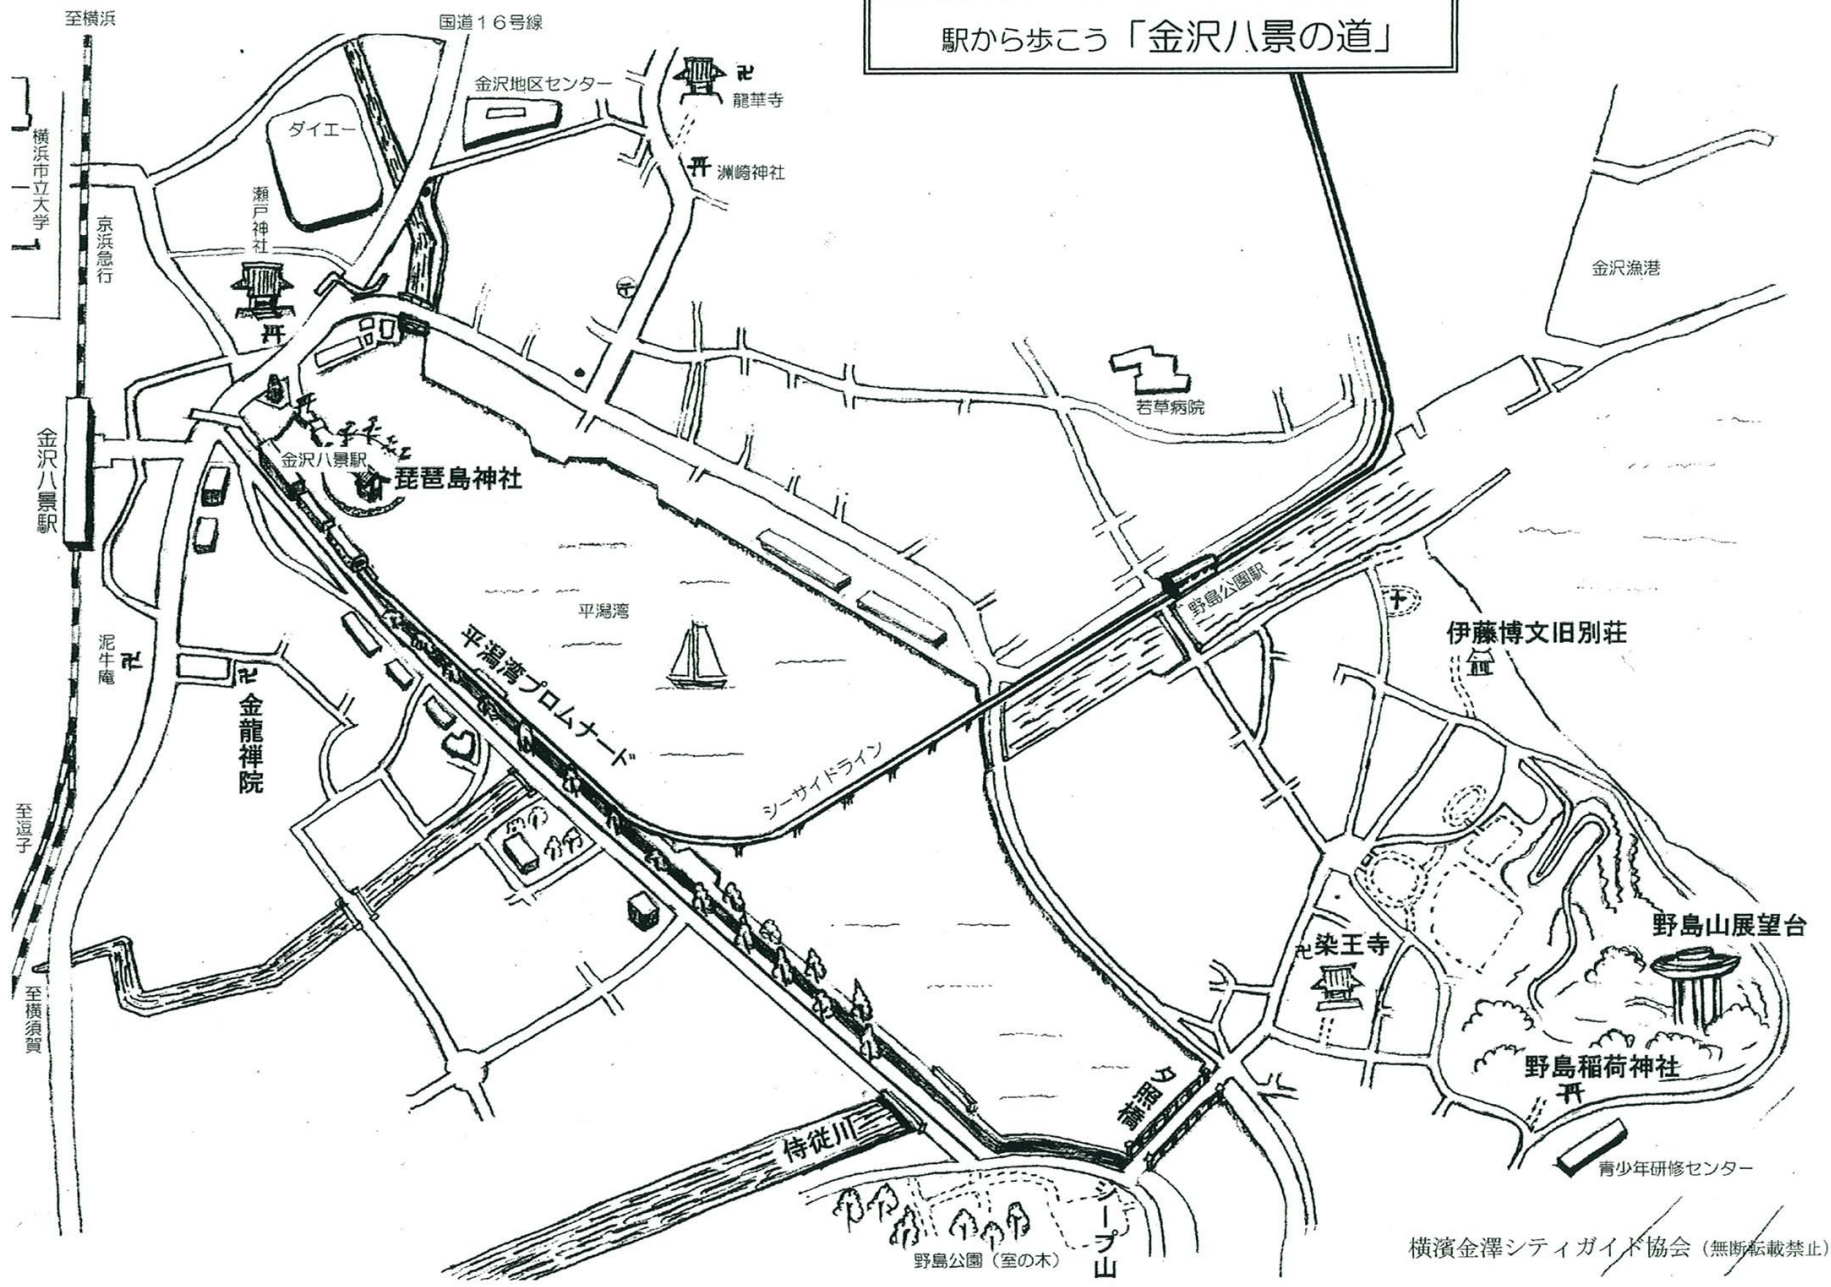 至横浜
国道16号線
駅から歩こう「金沢八景の道」
金沢地区センター
龍華寺
ダイエー
横浜市立大学
洲崎神社
瀬戸神社
京浜急行
金沢漁港
若草病院
金沢八景駅
金沢八景駅
琵琶島神社
野島公園駅
平潟湾
伊藤博文旧別荘
泥牛庵
平潟湾プロムナード
金龍禅院
シーサイドライン
至逗子
野島山展望台
染王寺
至横須賀
野島稲荷神社
夕照橋
侍従川
青少年研修センター
シープ山
野島公園(室の木)
横濱金澤シティガイド協会(無断転載禁止)